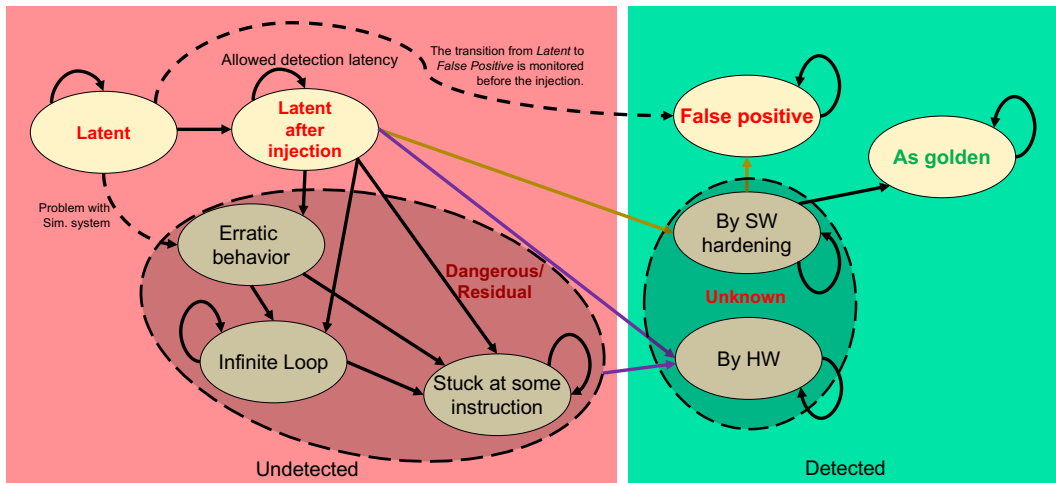 Allowed detection latency
The transition from Latent to
False Positive is monitored
before the injection.
Latent
Latent
after
injection
False positive
As golden
Problem with
Sim. system
Erratic
behavior
By SW
hardening
Dangerous/
Residual
Unknown
Infinite Loop
Stuck at some
instruction
By HW
Undetected
Detected